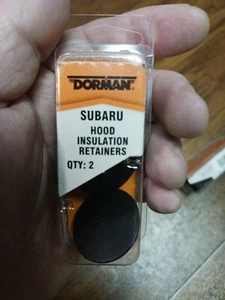 DORMAN
SUBARU
HOOD
INSULATION
RETAINERS
QTY: 2